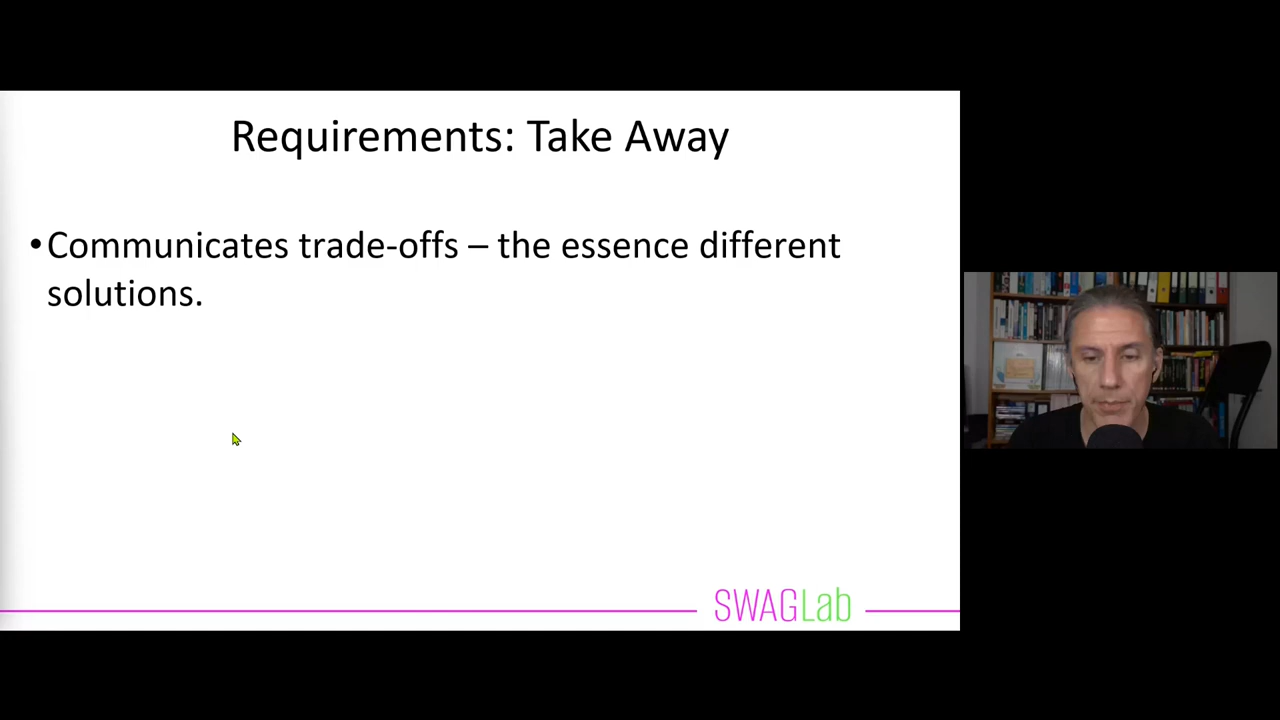 Requirements: Take Away
•Communicates trade-offs – the essence different
solutions.
SWAGLab